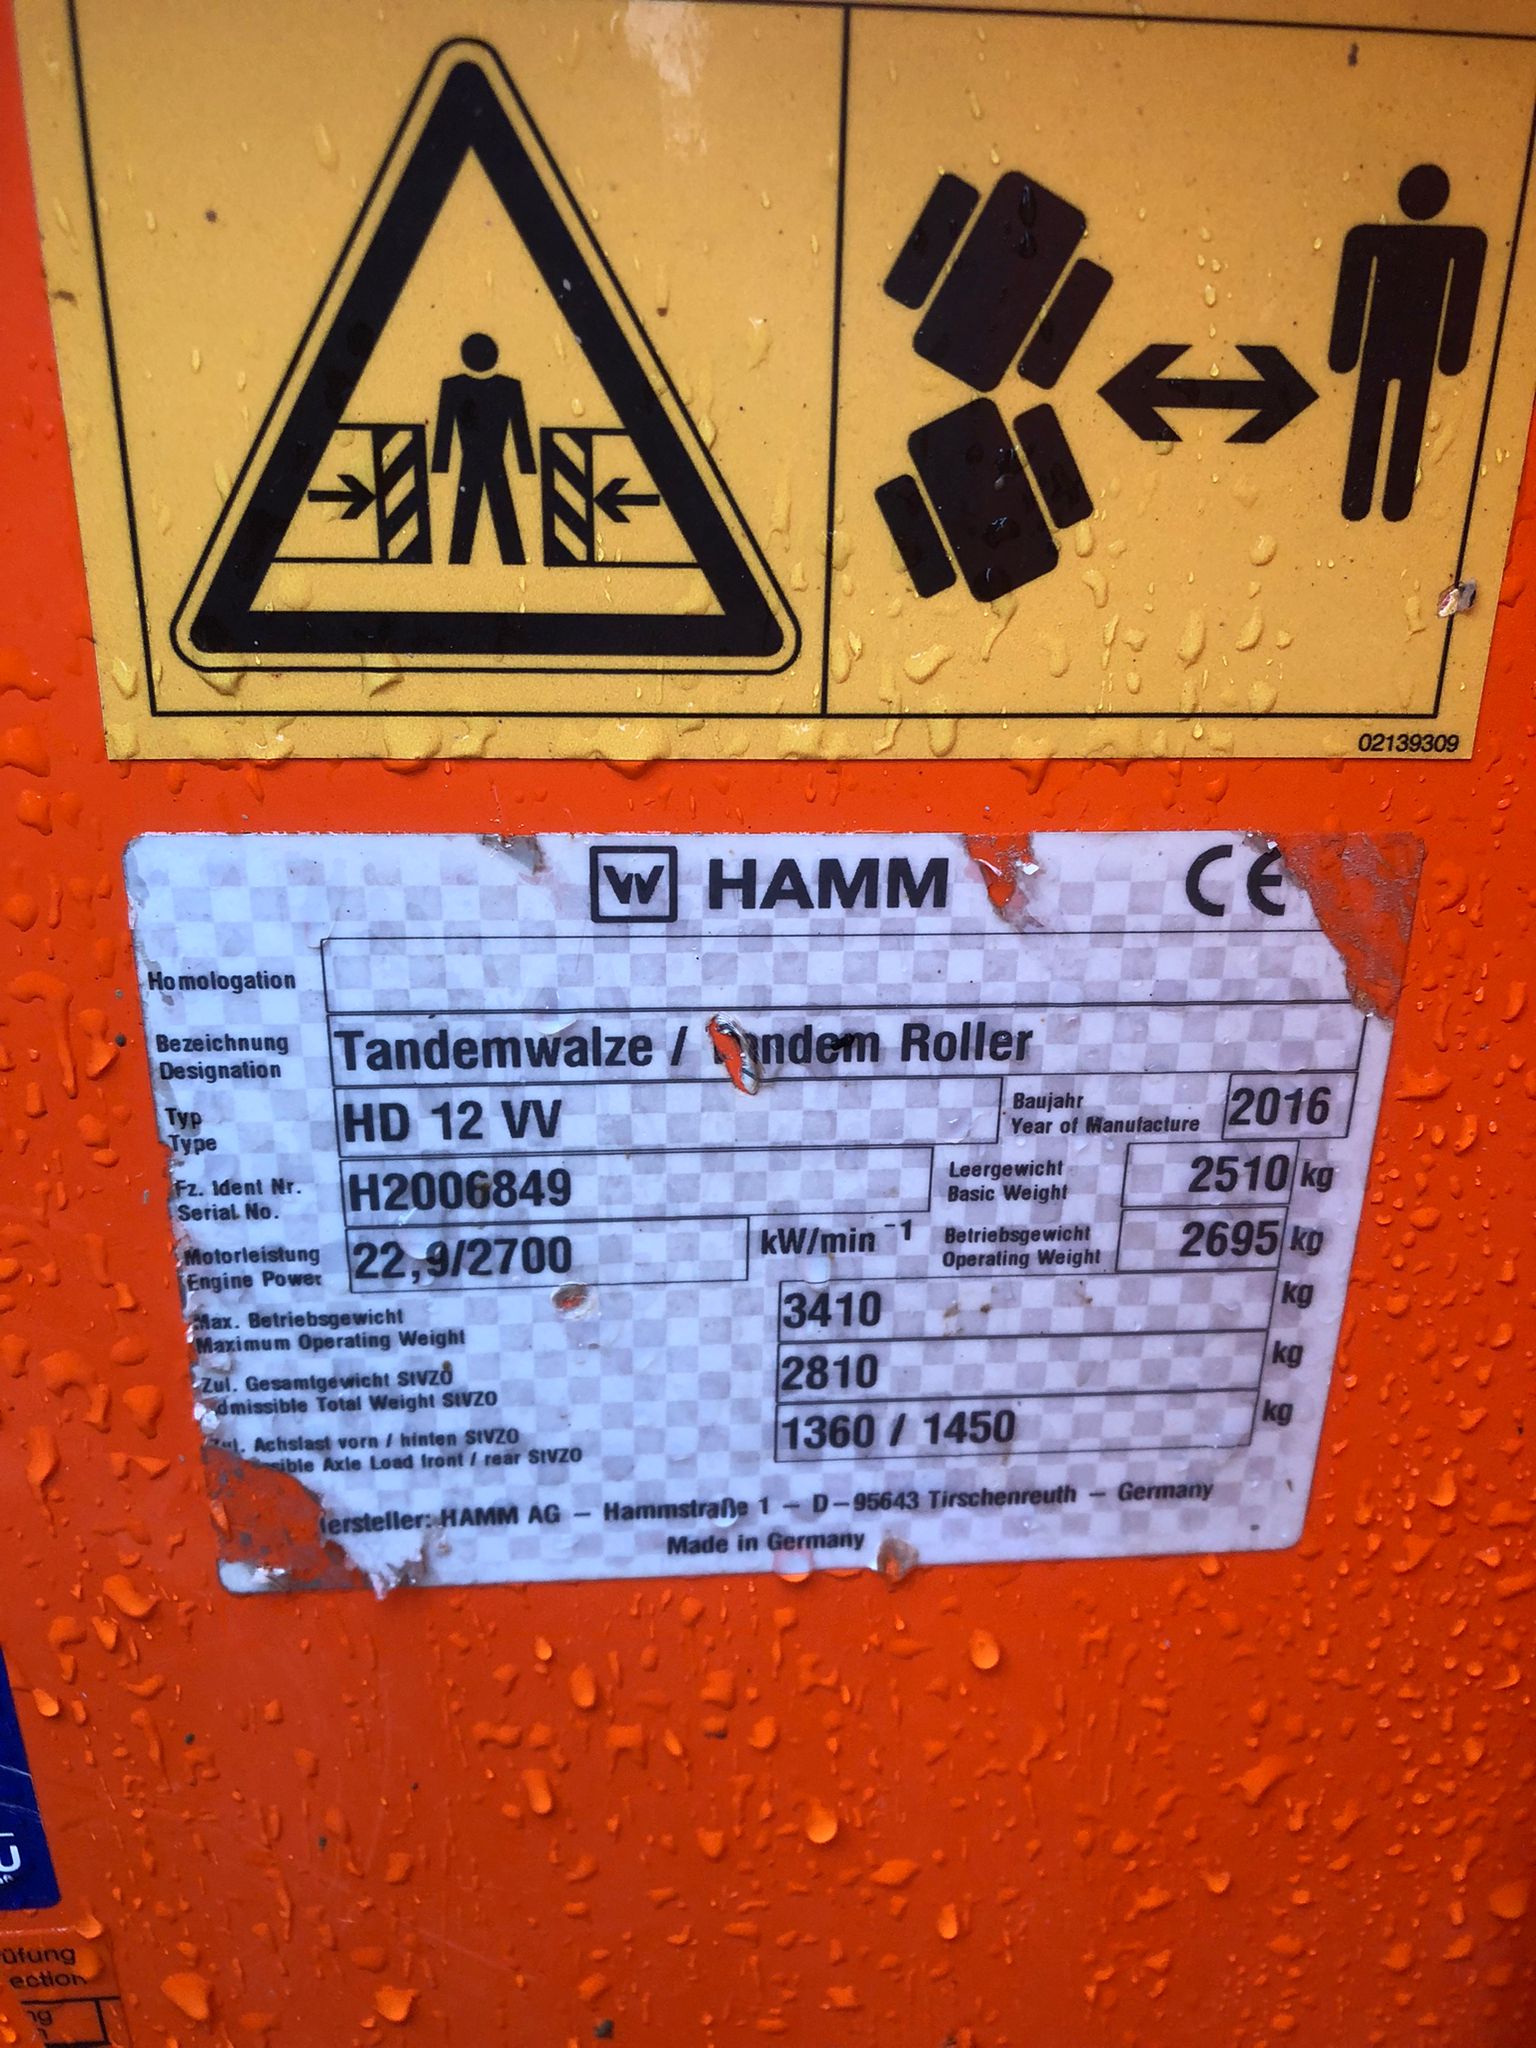 02139309
W HAMM CE
Homologation
Bezeichnung
Designation
Tandemwalze / Tandem Roller
Typ
Type
HD 12 VV
Baujahr
Year of Manufacture
2016
Fz. Ident Nr.
Serial No.
H2006849
Leergewicht
Basic Weight
2510 kg
Motorleistung
Engine Power
22,9/2700 kW/min⁻¹
Betriebsgewicht
Operating Weight
2695 kg
Max. Betriebsgewicht
Maximum Operating Weight
3410 kg
Zul. Gesamtgewicht StVZO
dmissible Total Weight StVZO
2810 kg
Zul. Achslast vorn / hinten StVZO
ssible Axle Load front / rear StVZO
1360 / 1450 kg
Hersteller: HAMM AG – Hammstraße 1 – D–95643 Tirschenreuth – Germany
Made in Germany
U
üfung
ection